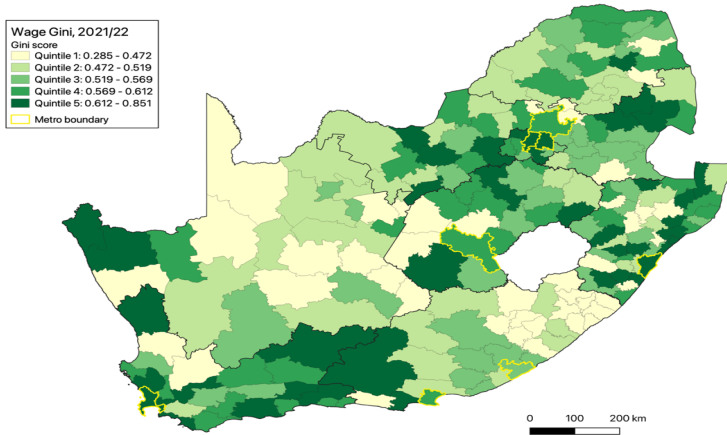 Wage Gini, 2021/22
Gini score
Quintile 1: 0.285 - 0.472
Quintile 2: 0.472 - 0.519
Quintile 3: 0.519 - 0.569
Quintile 4: 0.569 - 0.612
Quintile 5: 0.612 - 0.851
Metro boundary
0 100 200 km